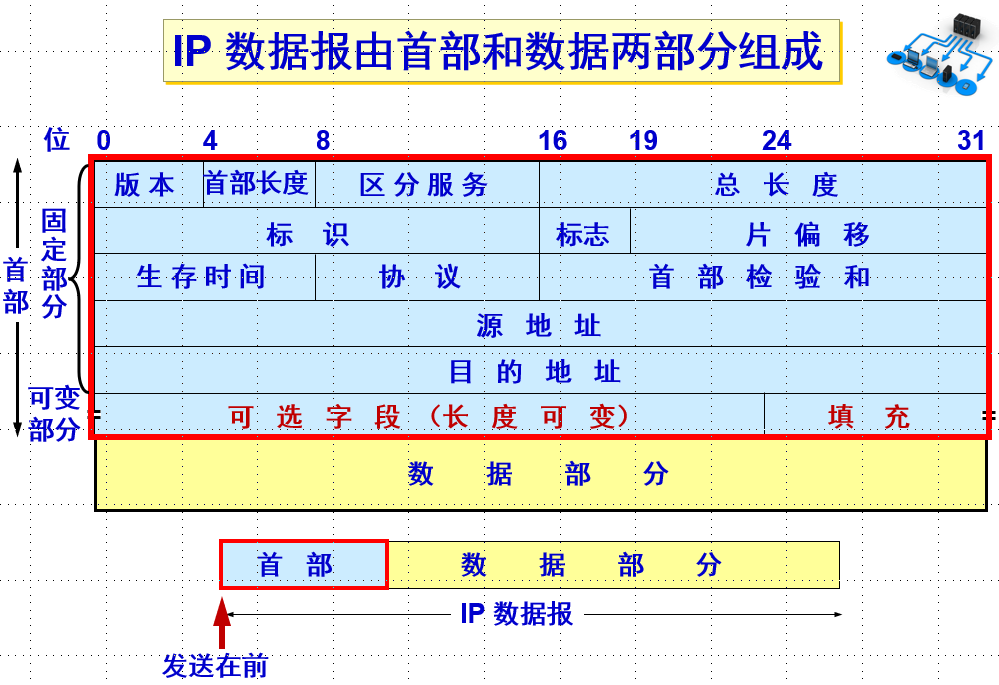 IP 数据报由首部和数据两部分组成
位 0 4 8 16 19 24 31
版本 首部长度 区分服务 总长度
标识 标志 片偏移
生存时间 协议 首部检验和
源地址
目的地址
可选字段（长度可变） 填充
首部
固定部分
可变部分
数据部分
首部 数据部分
IP 数据报
发送在前